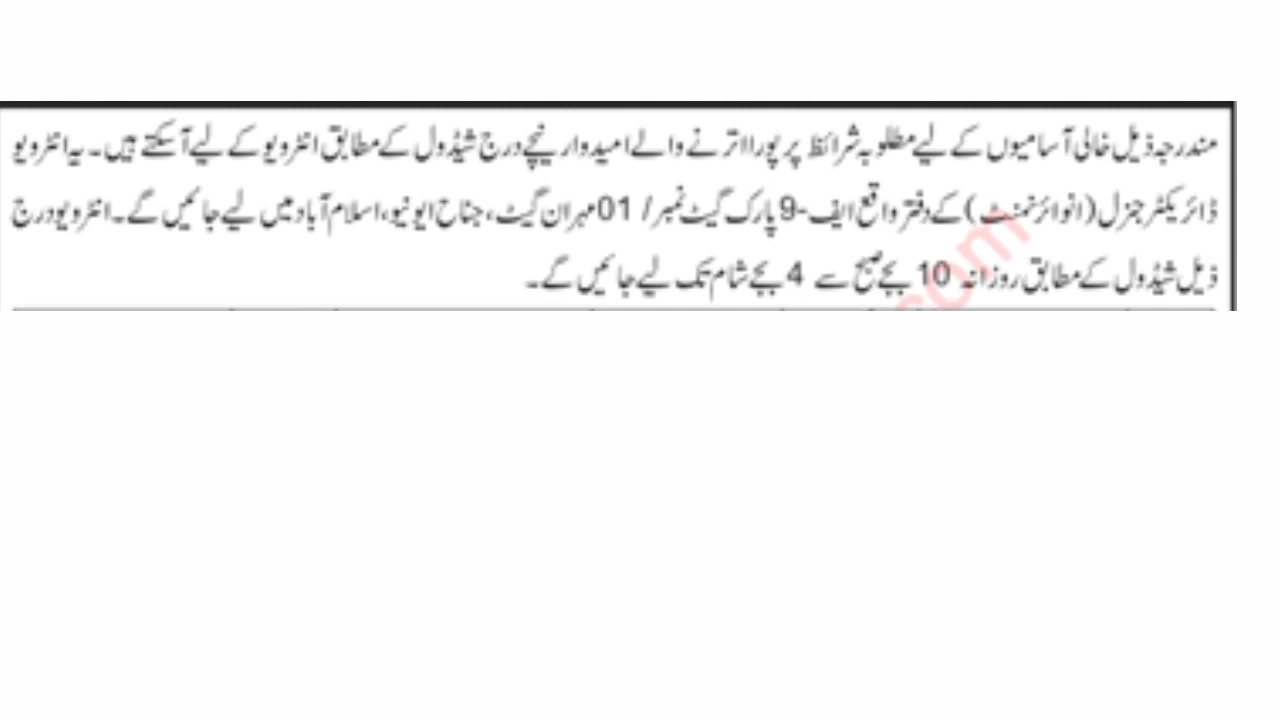 مندرجہ ذیل خالی آسامیوں کے لیے مطلوبہ شرائط پر پورا اترنے والے امیدوار نیچے درج شیڈول کے مطابق انٹرویو کے لیے آ سکتے ہیں۔ یہ انٹرویو
ڈائریکٹر جنرل (انوائرنمنٹ) کے دفتر واقع ایف-9 پارک گیٹ نمبر / 01 مہران گیٹ، جناح ایونیو، اسلام آباد میں لیے جائیں گے۔ انٹرویو درج
ذیل شیڈول کے مطابق روزانہ 10 بجے صبح سے 4 بجے شام تک لیے جائیں گے۔
com